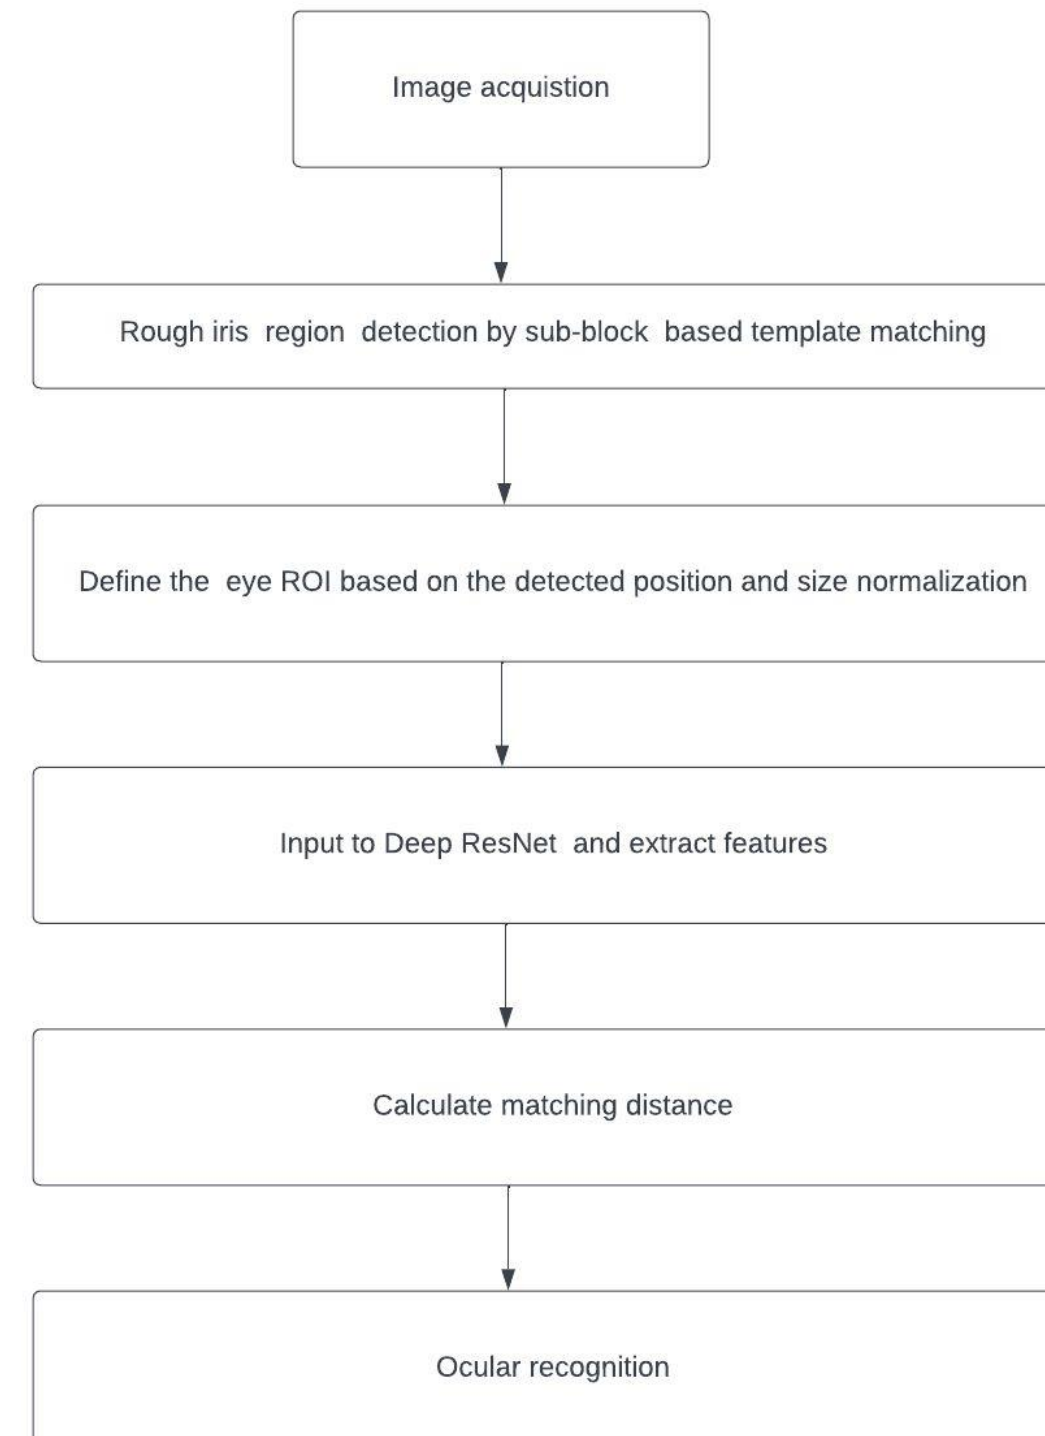 Image acquistion
Rough iris region detection by sub-block based template matching
Define the eye ROI based on the detected position and size normalization
Input to Deep ResNet and extract features
Calculate matching distance
Ocular recognition